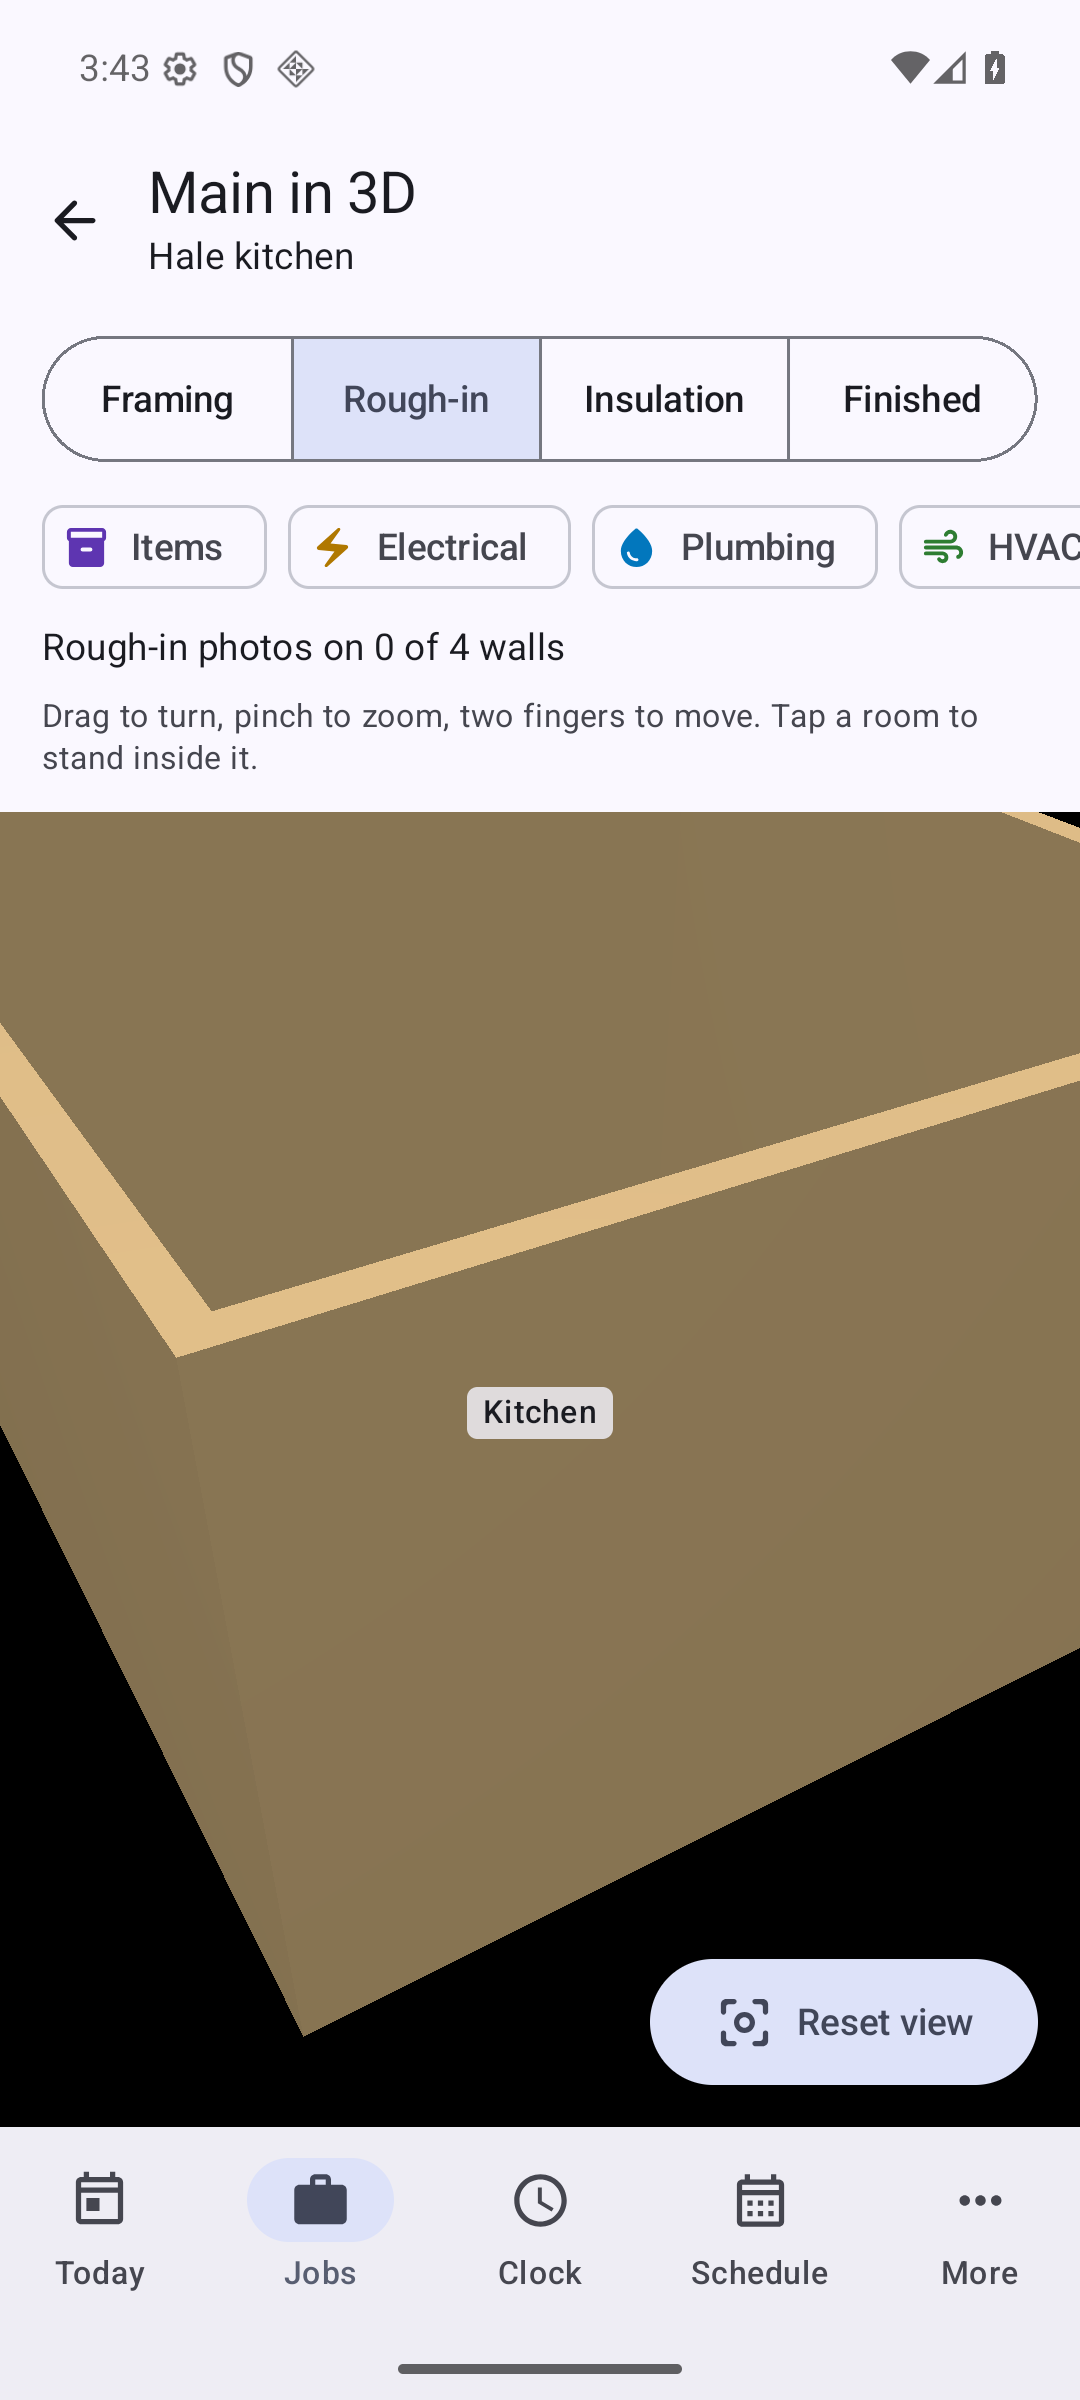 3:43
Main in 3D
Hale kitchen
Framing
Rough-in
Insulation
Finished
Items
Electrical
Plumbing
HVAC
Rough-in photos on 0 of 4 walls
Drag to turn, pinch to zoom, two fingers to move. Tap a room to
stand inside it.
Kitchen
Reset view
Today
Jobs
Clock
Schedule
More